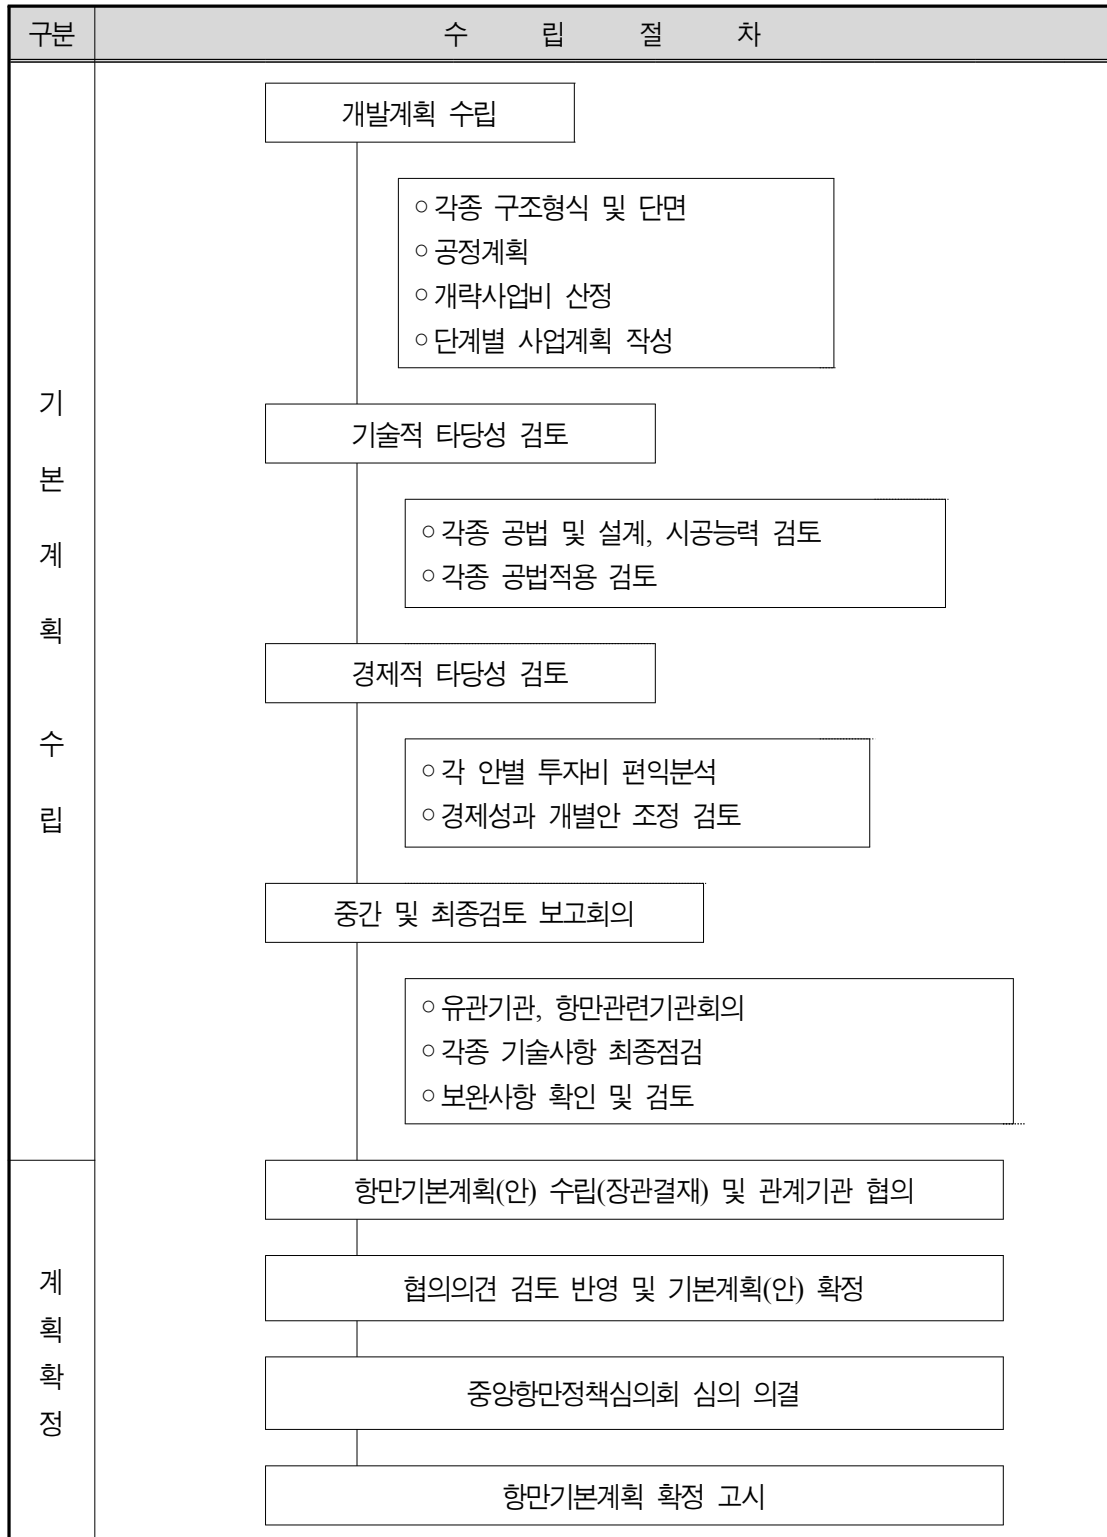 구분
수 립 절 차
기
본
계
획
수
립
개발계획 수립
○ 각종 구조형식 및 단면
○ 공정계획
○ 개략사업비 산정
○ 단계별 사업계획 작성
기술적 타당성 검토
○ 각종 공법 및 설계, 시공능력 검토
○ 각종 공법적용 검토
경제적 타당성 검토
○ 각 안별 투자비 편익분석
○ 경제성과 개별안 조정 검토
중간 및 최종검토 보고회의
○ 유관기관, 항만관련기관회의
○ 각종 기술사항 최종점검
○ 보완사항 확인 및 검토
계
획
확
정
항만기본계획(안) 수립(장관결재) 및 관계기관 협의
협의의견 검토 반영 및 기본계획(안) 확정
중앙항만정책심의회 심의 의결
항만기본계획 확정 고시